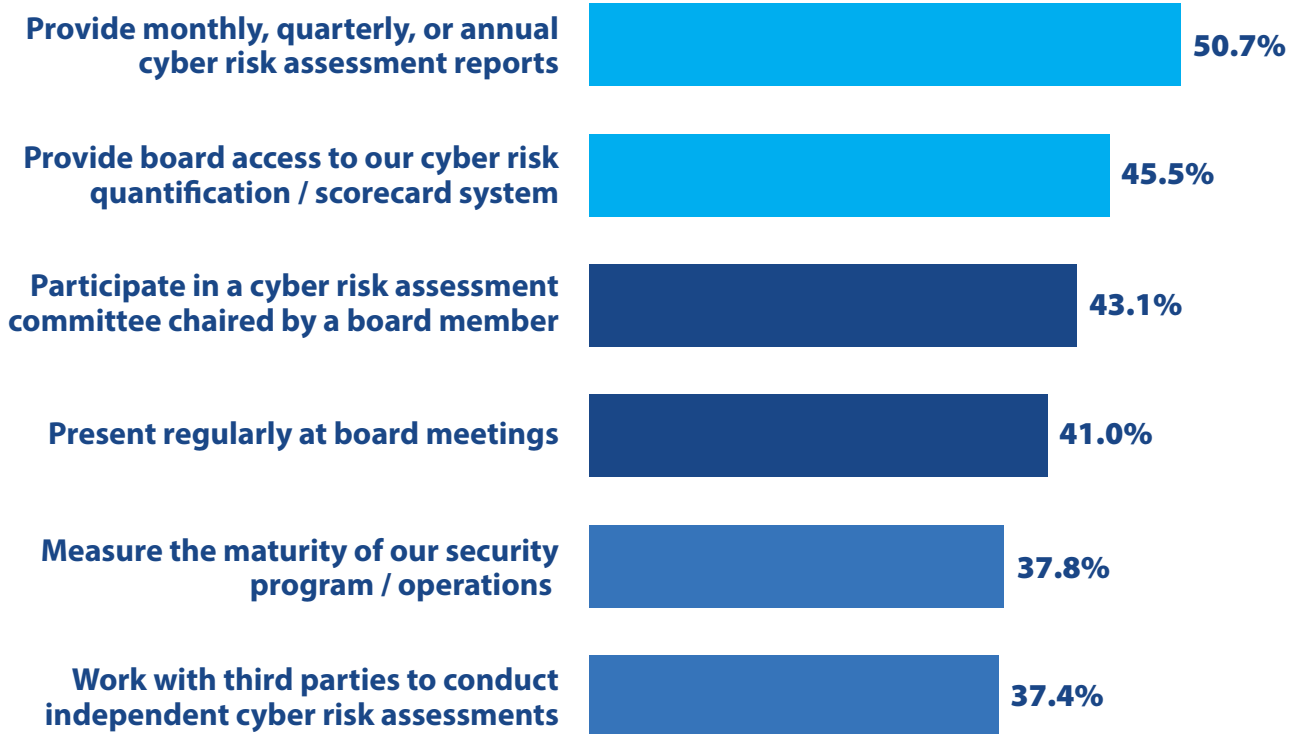 Provide monthly, quarterly, or annual
cyber risk assessment reports
50.7%
Provide board access to our cyber risk
quantification / scorecard system
45.5%
Participate in a cyber risk assessment
committee chaired by a board member
43.1%
Present regularly at board meetings
41.0%
Measure the maturity of our security
program / operations
37.8%
Work with third parties to conduct
independent cyber risk assessments
37.4%